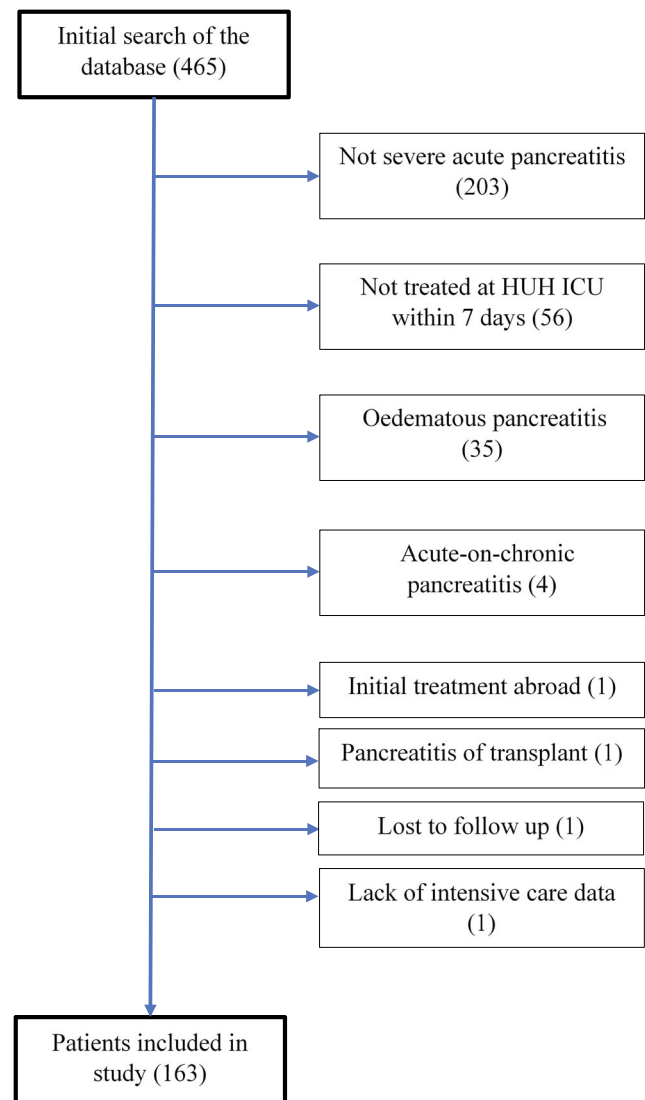 Initial search of the
database (465)
Not severe acute pancreatitis
(203)
Not treated at HUH ICU
within 7 days (56)
Oedematous pancreatitis
(35)
Acute-on-chronic
pancreatitis (4)
Initial treatment abroad (1)
Pancreatitis of transplant (1)
Lost to follow up (1)
Lack of intensive care data
(1)
Patients included in
study (163)